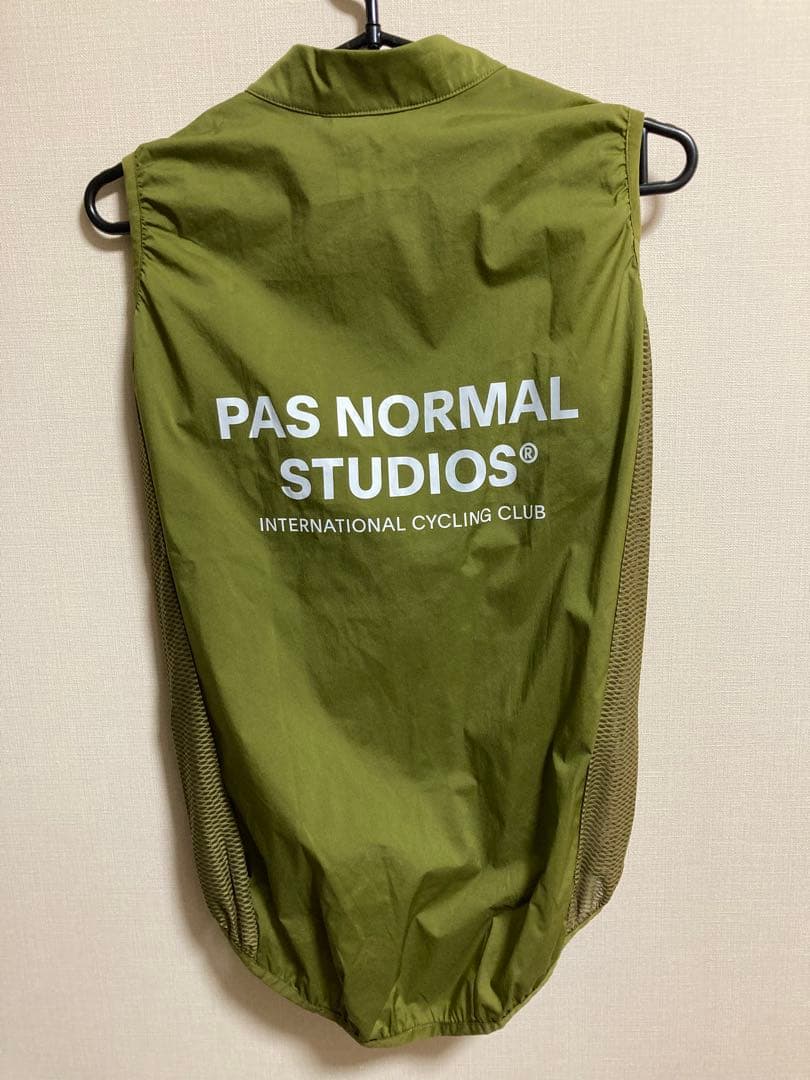 PAS NORMAL
STUDIOS®
INTERNATIONAL CYCLING CLUB